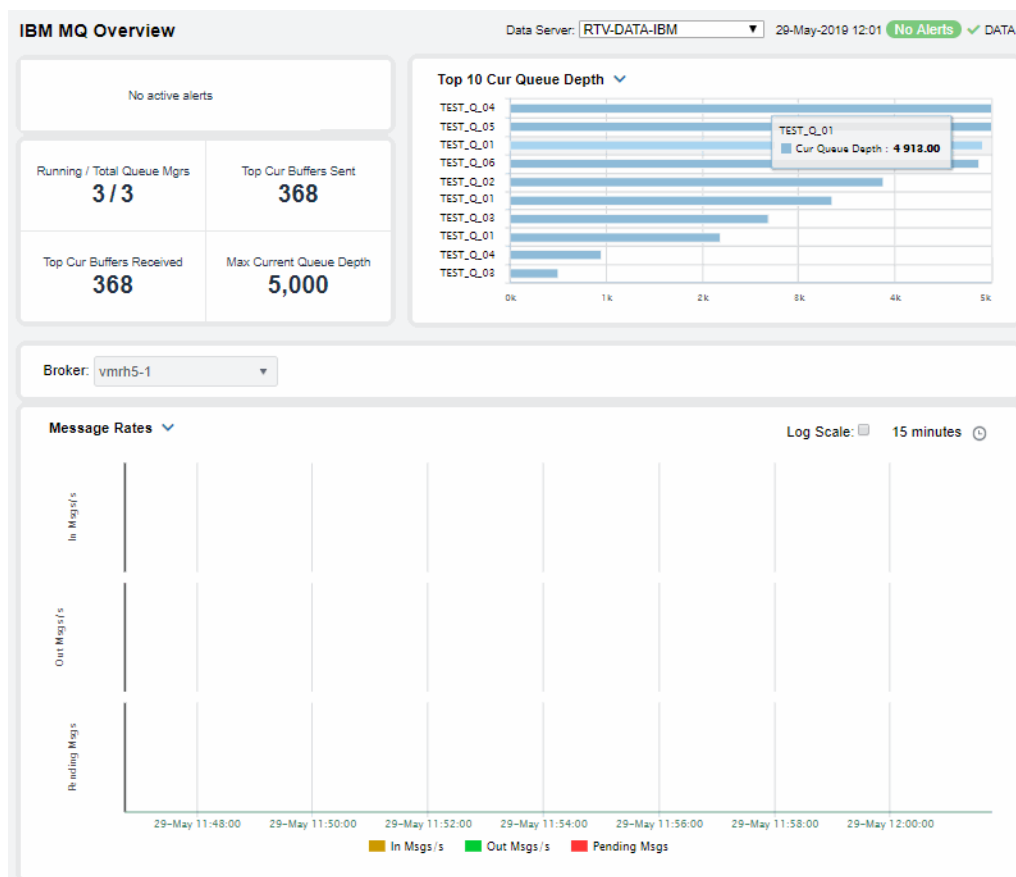 IBM MQ Overview
Data Server: RTV-DATA-IBM 29-May-2019 12:01 No Alerts DATA
No active alerts
Running / Total Queue Mgrs
3 / 3
Top Cur Buffers Sent
368
Top Cur Buffers Received
368
Max Current Queue Depth
5,000
Top 10 Cur Queue Depth
TEST_Q_04
TEST_Q_05
TEST_Q_01
TEST_Q_06
TEST_Q_02
TEST_Q_01
TEST_Q_03
TEST_Q_01
TEST_Q_04
TEST_Q_03
TEST_Q_01
Cur Queue Depth : 4 913.00
0k 1k 2k 3k 4k 5k
Broker: vmrh5-1
Message Rates
Log Scale: 15 minutes
In Msgs/s
Out Msgs/s
Pending Msgs
29-May 11:48:00 29-May 11:50:00 29-May 11:52:00 29-May 11:54:00 29-May 11:56:00 29-May 11:58:00 29-May 12:00:00
In Msgs/s Out Msgs/s Pending Msgs